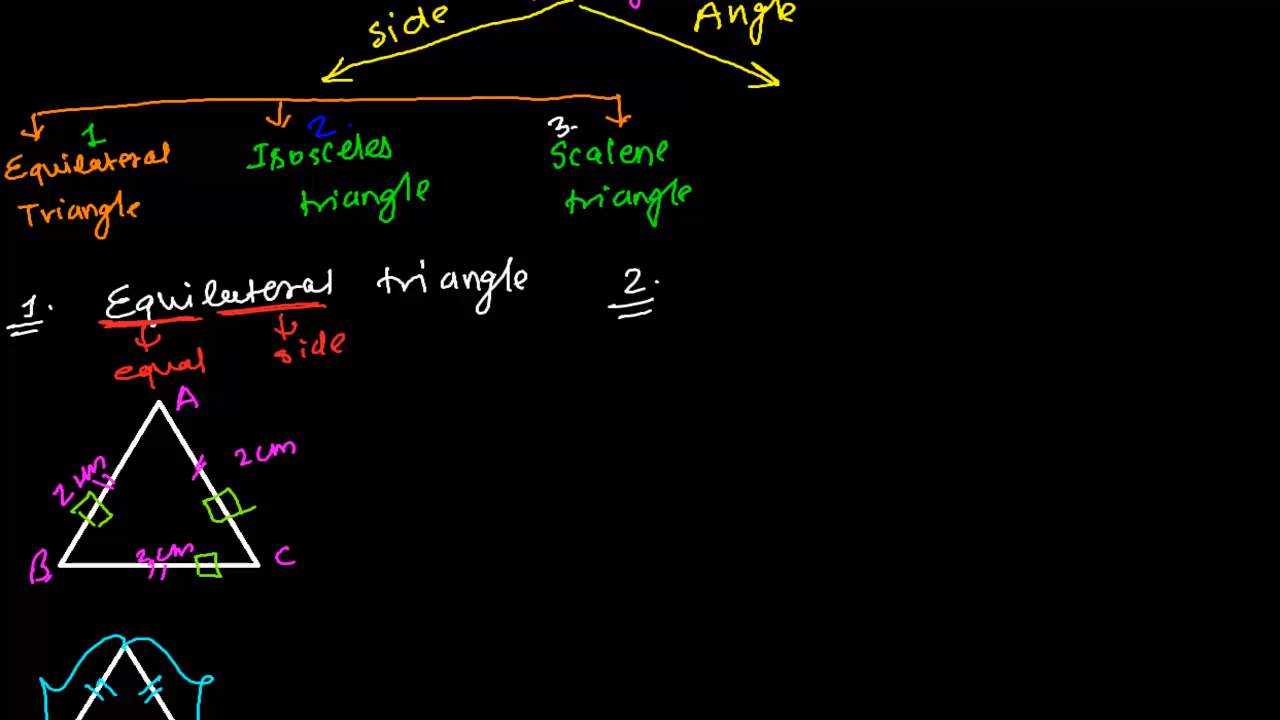 side
Angle
1
2.
3.
Equilateral
Triangle
Isosceles
triangle
Scalene
triangle
1. Equilateral triangle
2.
equal
side
A
2cm
2cm
B
C